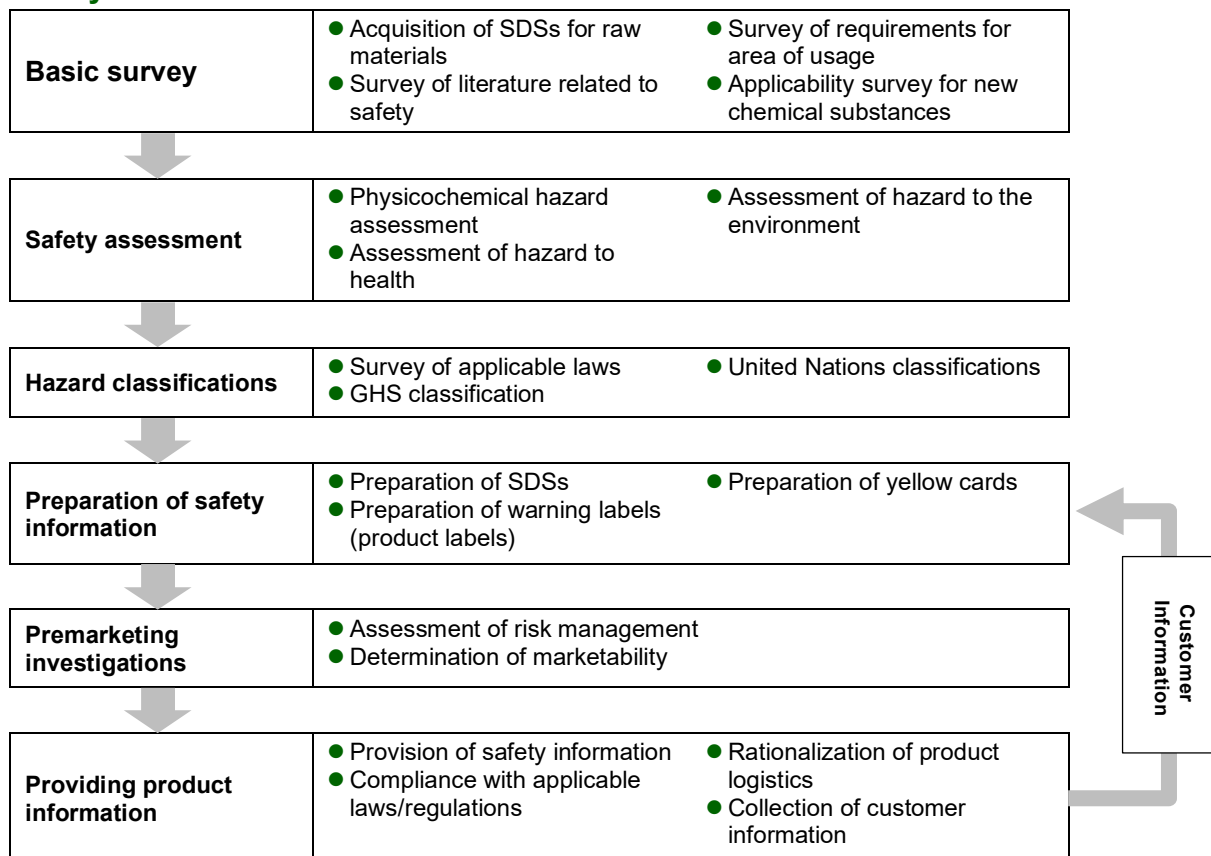 Basic survey
● Acquisition of SDSs for raw
materials
● Survey of literature related to
safety
● Survey of requirements for
area of usage
● Applicability survey for new
chemical substances
Safety assessment
● Physicochemical hazard
assessment
● Assessment of hazard to
health
● Assessment of hazard to the
environment
Hazard classifications
● Survey of applicable laws
● GHS classification
● United Nations classifications
Preparation of safety
information
● Preparation of SDSs
● Preparation of warning labels
(product labels)
● Preparation of yellow cards
Premarketing
investigations
● Assessment of risk management
● Determination of marketability
Providing product
information
● Provision of safety information
● Compliance with applicable
laws/regulations
● Rationalization of product
logistics
● Collection of customer
information
Customer
Information